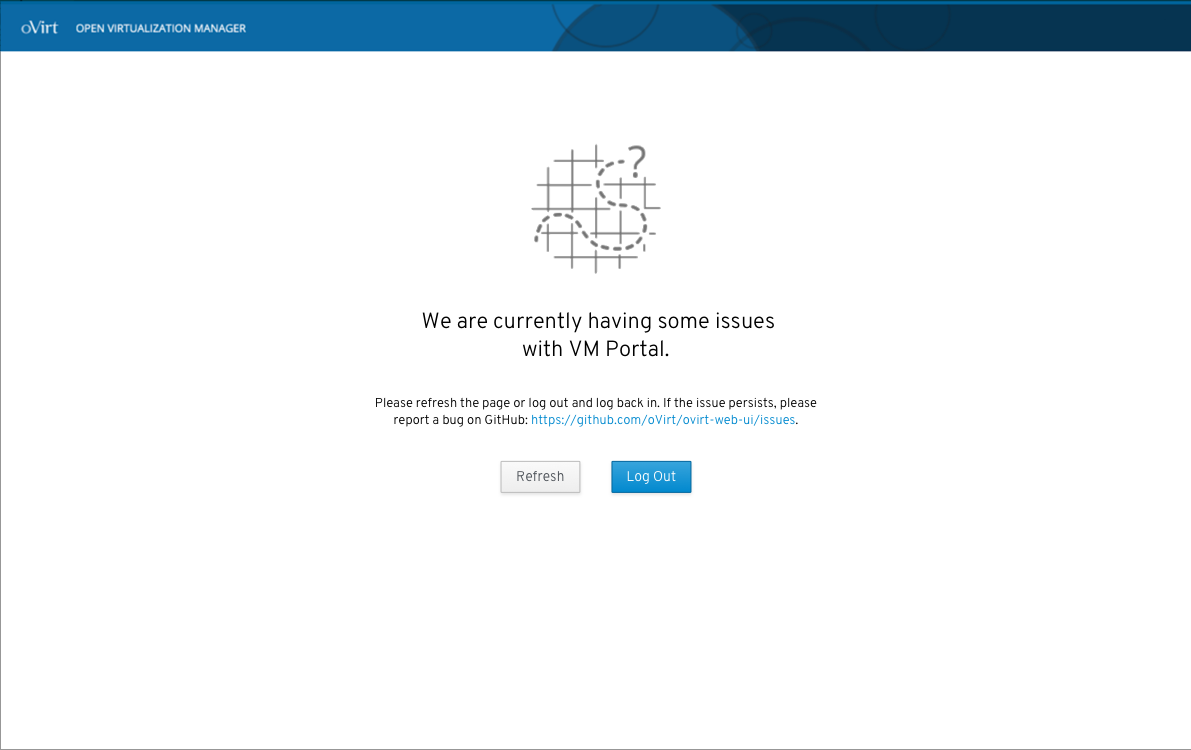 oVirt OPEN VIRTUALIZATION MANAGER
?
We are currently having some issues
with VM Portal.
Please refresh the page or log out and log back in. If the issue persists, please
report a bug on GitHub: https://github.com/oVirt/ovirt-web-ui/issues.
Refresh Log Out